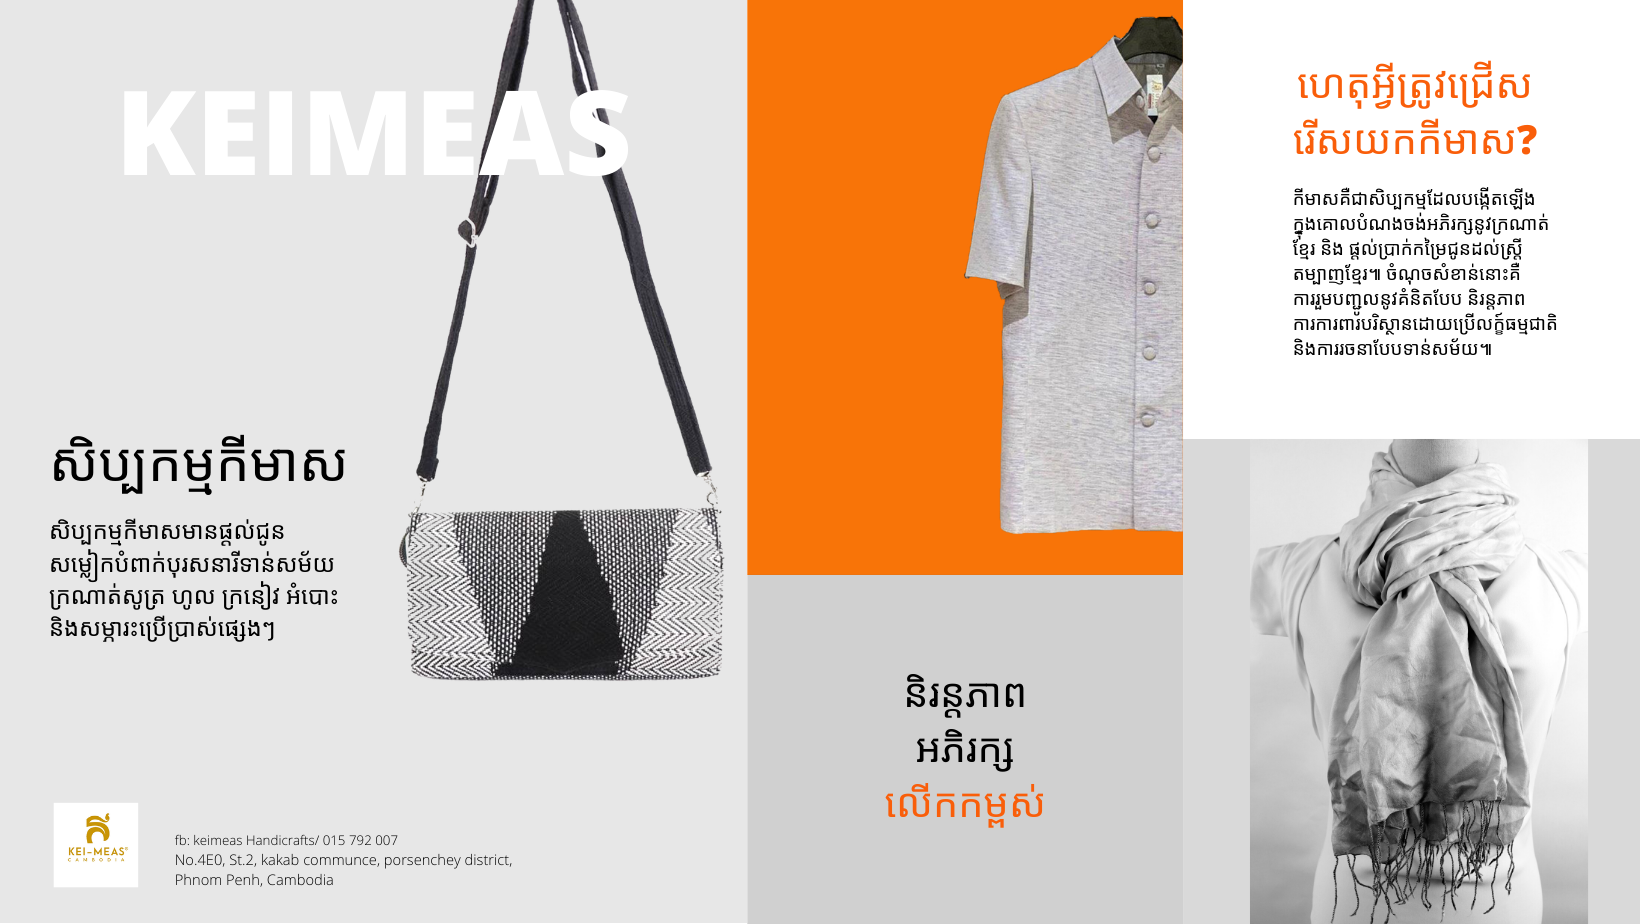 KEIMEAS
សិប្បកម្មកីមាស
សិប្បកម្មកីមាសមានផ្តល់ជូន
សម្លៀកបំពាក់បុរសនារីទាន់សម័យ
ក្រណាត់សូត្រ ហូល ក្រនៀវ អំបោះ
និងសម្ភារះប្រើប្រាស់ផ្សេងៗ
KEI-MEAS
CAMBODIA
fb: keimeas Handicrafts/ 015 792 007
No.4E0, St.2, kakab communce, porsenchey district,
Phnom Penh, Cambodia
និរន្តភាព
អភិរក្ស
លើកកម្ពស់
ហេតុអ្វីត្រូវជ្រើស
រើសយកកីមាស?
កីមាសគឺជាសិប្បកម្មដែលបង្កើតឡើង
ក្នុងគោលបំណងចង់អភិរក្សនូវក្រណាត់
ខ្មែរ និង ផ្តល់ប្រាក់កម្រៃជូនដល់ស្ត្រី
តម្បាញខ្មែរ៕ ចំណុចសំខាន់នោះគឺ
ការរួមបញ្ចូលនូវគំនិតបែប និរន្តភាព
ការការពារបរិស្ថានដោយប្រើលក្ខ៍ធម្មជាតិ
និងការរចនាបែបទាន់សម័យ៕